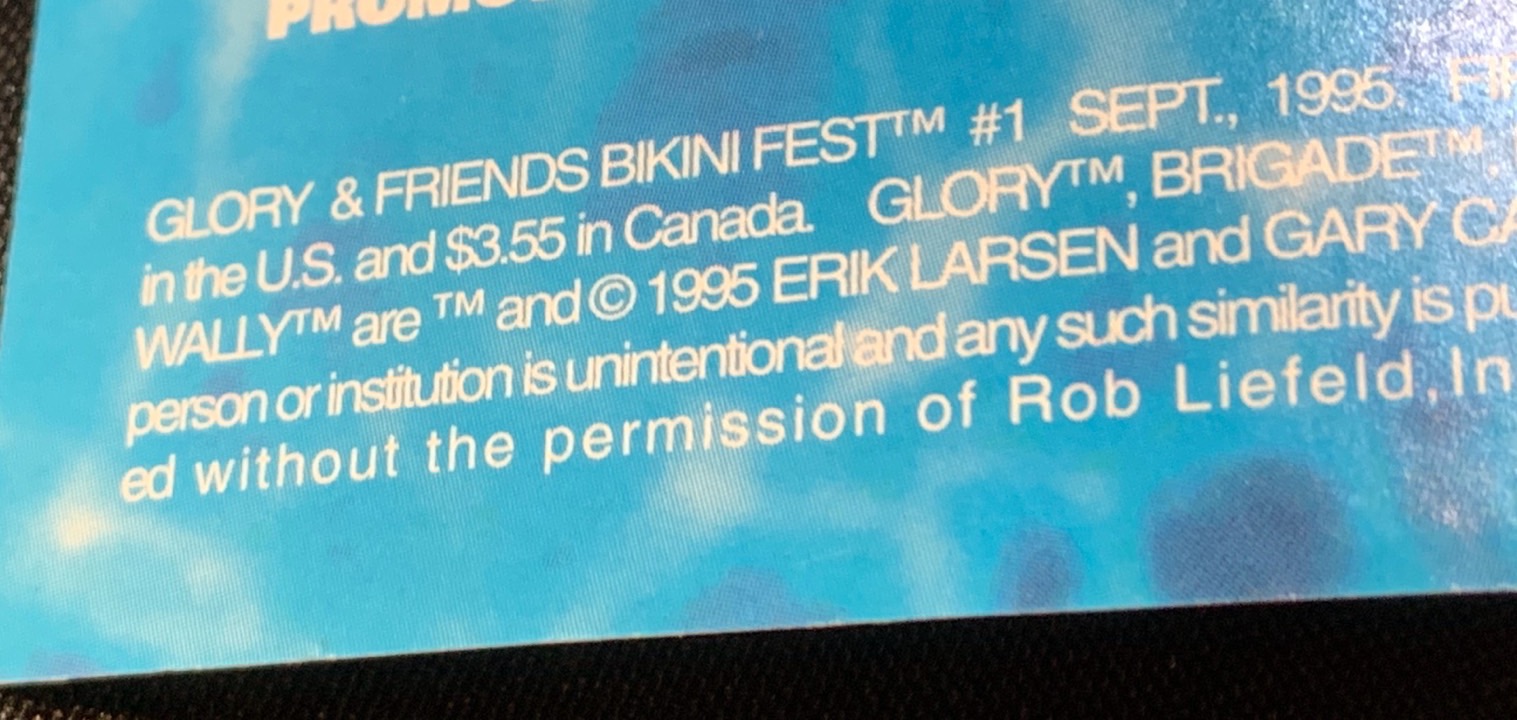 GLORY & FRIENDS BIKINI FEST™ #1 SEPT., 1995.
in the U.S. and $3.55 in Canada. GLORY™, BRIGADE™,
WALLY™ are ™ and © 1995 ERIK LARSEN and GARY
person or institution is unintentional and any such similarity is
ed without the permission of Rob Liefeld, In